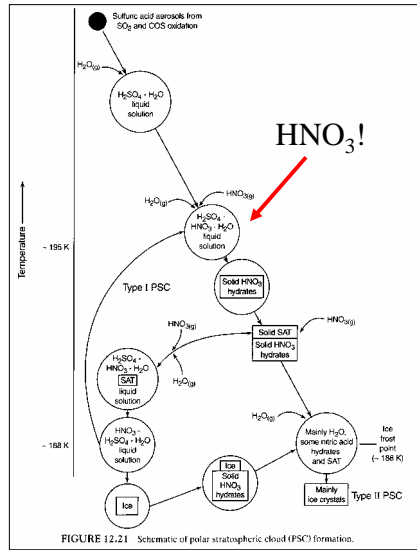 Sulfuric acid aerosols from
SO2 and COS oxidation
H2O(g)
H2SO4 · H2O
liquid
solution
HNO3!
Temperature
H2O(g)
HNO3(g)
H2SO4 ·
HNO3 · H2O
liquid
solution
~ 195 K
Type I PSC
Solid HNO3
hydrates
HNO3(g)
Solid SAT
Solid HNO3
hydrates
HNO3(g)
H2SO4 ·
HNO3 · H2O
SAT
liquid
solution
H2O(g)
~ 188 K
HNO3 ·
H2SO4 · H2O
liquid
solution
H2O(g)
Mainly H2O,
some nitric acid
hydrates
and SAT
Ice
frost
point
(~ 188 K)
Ice
Ice
Solid
HNO3
hydrates
Mainly
ice crystals
Type II PSC
FIGURE 12.21 Schematic of polar stratospheric cloud (PSC) formation.